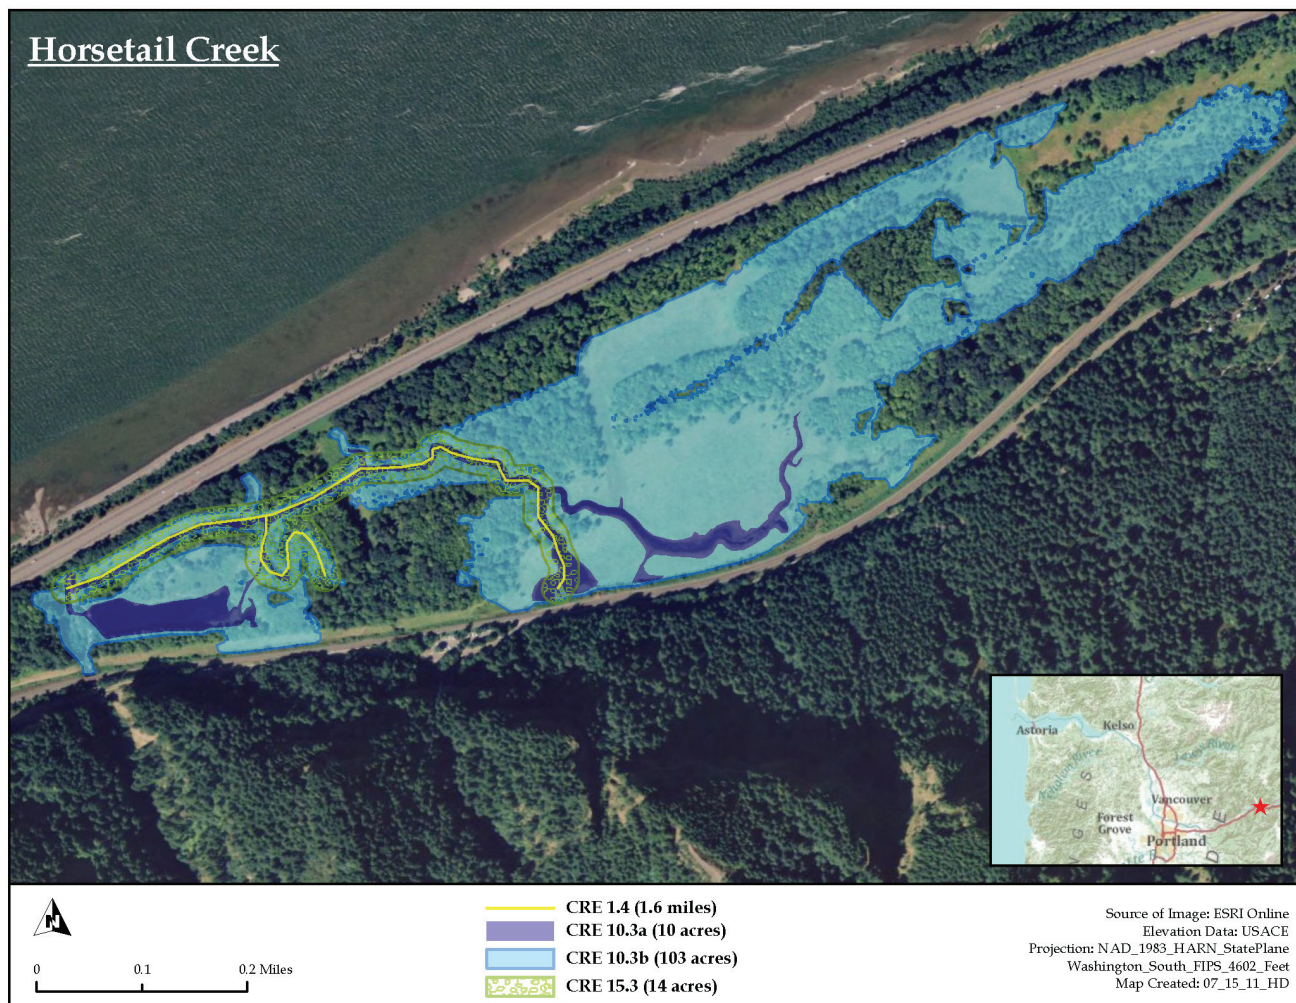 Horsetail Creek
Astoria
Kelso
Vancouver
Forest
Grove
Portland
N
0
0.1
0.2 Miles
CRE 1.4 (1.6 miles)
CRE 10.3a (10 acres)
CRE 10.3b (103 acres)
CRE 15.3 (14 acres)
Source of Image: ESRI Online
Elevation Data: USACE
Projection: NAD_1983_HARN_StatePlane
Washington_South_FIPS_4602_Feet
Map Created: 07_15_11_HD